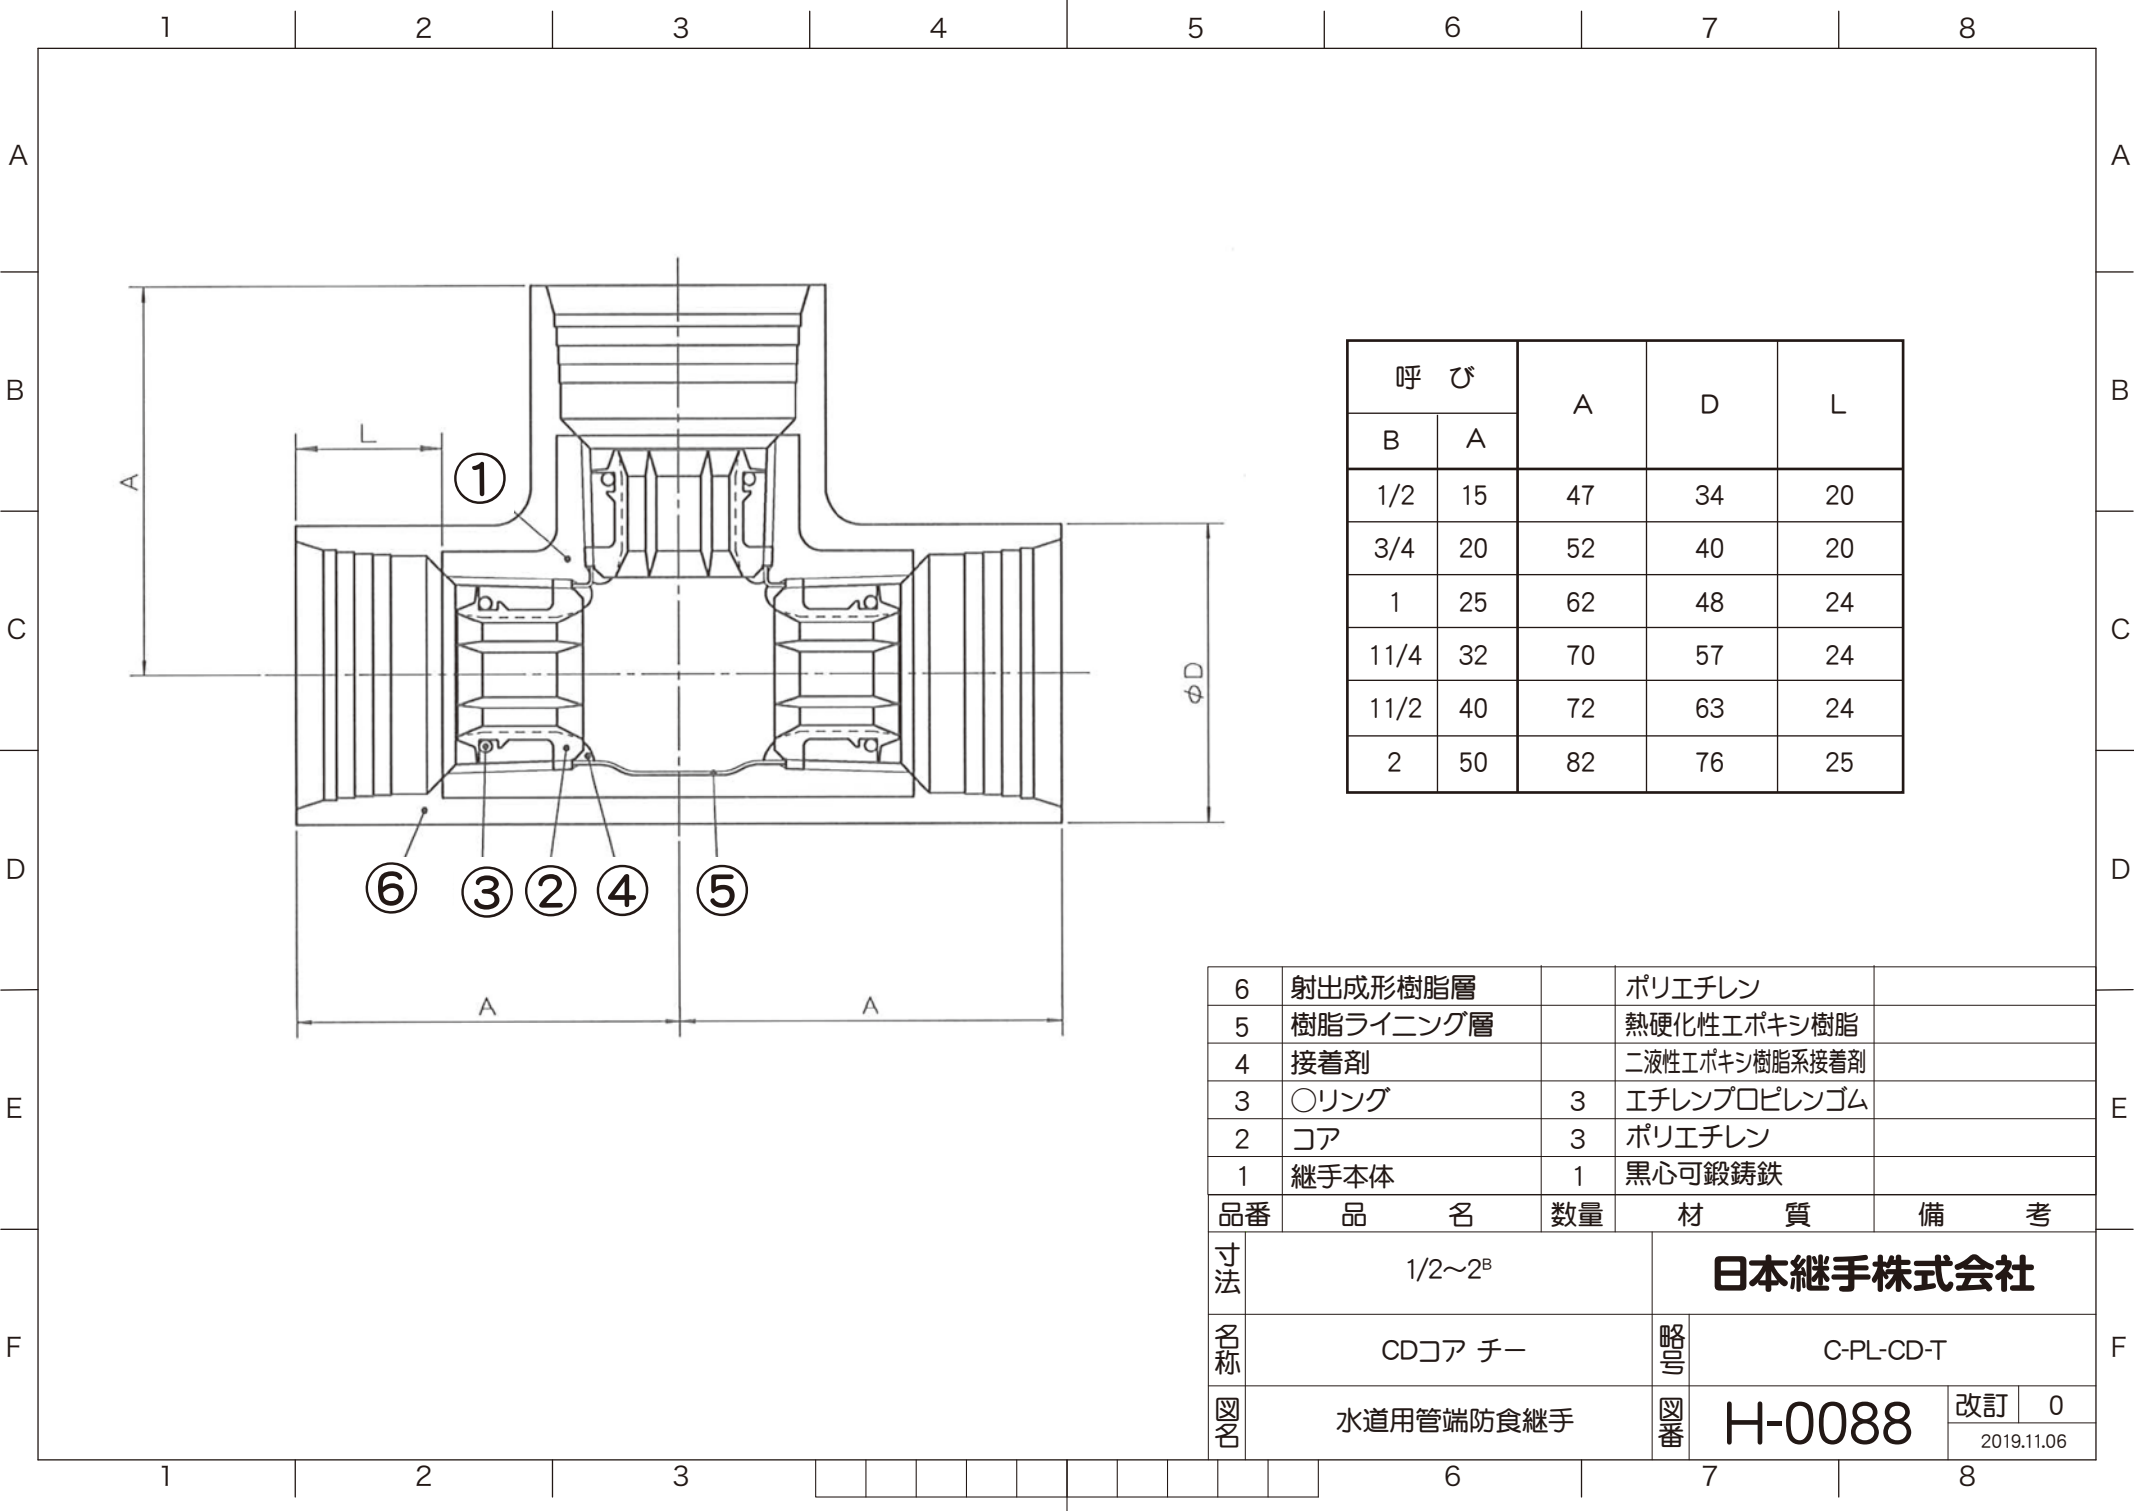 1 2 3 4 5 6 7 8
A A
B B
C C
D D
E E
F F
A
L
①
φD
⑥ ③ ② ④ ⑤
A A
呼 び A D L
B A
1/2 15 47 34 20
3/4 20 52 40 20
1 25 62 48 24
11/4 32 70 57 24
11/2 40 72 63 24
2 50 82 76 25
6 射出成形樹脂層 ポリエチレン
5 樹脂ライニング層 熱硬化性エポキシ樹脂
4 接着剤 二液性エポキシ樹脂系接着剤
3 ○リング 3 エチレンプロピレンゴム
2 コア 3 ポリエチレン
1 継手本体 1 黒心可鍛鋳鉄
品番 品 名 数量 材 質 備 考
寸法 1/2～2B 日本継手株式会社
名称 CDコア チー 略号 C-PL-CD-T
図名 水道用管端防食継手 図番 H-0088 改訂 0
2019.11.06
1 2 3 6 7 8